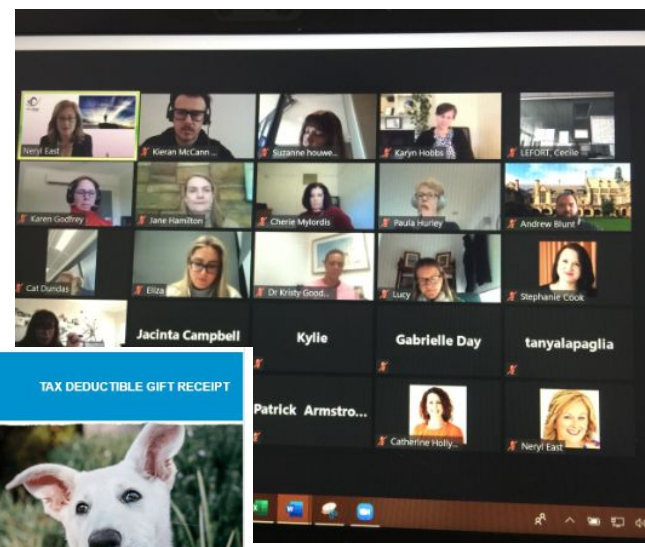 Neryl East
Kieran McCann ...
Suzanne houwe...
Karyn Hobbs
LEFORT, Cecile
Karen Godfrey
Jane Hamilton
Cherie Mylordis
Paula Hurley
Andrew Blunt
Cat Dundas
Eliza
Dr Kristy Good...
Lucy
Stephanie Cook
Jacinta Campbell
Kylie
Gabrielle Day
tanyalapaglia
Patrick Armstro...
Catherine Holly...
Neryl East
TAX DEDUCTIBLE GIFT RECEIPT